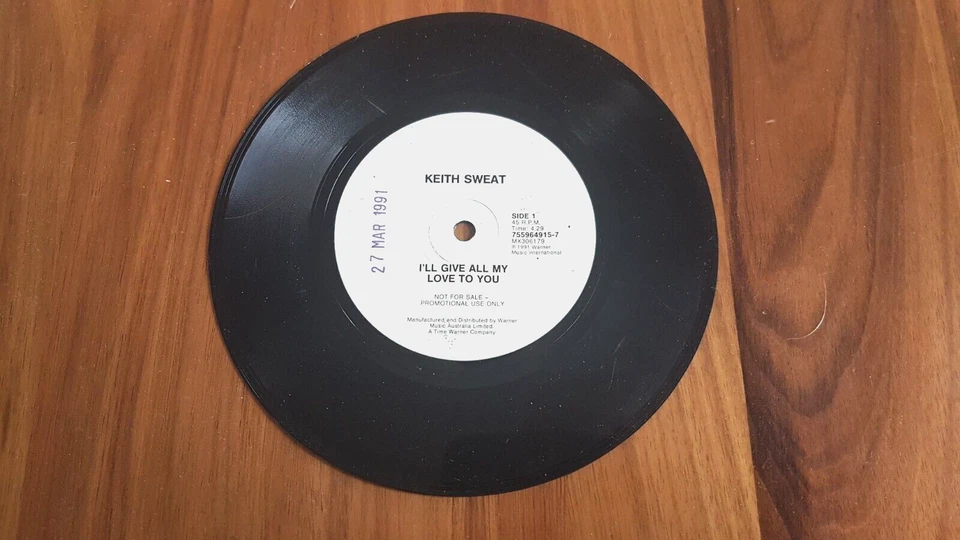 KEITH SWEAT
27 MAR 1991
SIDE 1
45 R.P.M.
Time: 4:29
755964915-7
MX306179
℗ 1991 Warner
Music International
I'LL GIVE ALL MY
LOVE TO YOU
NOT FOR SALE –
PROMOTIONAL USE ONLY
Manufactured and Distributed by Warner
Music Australia Limited.
A Time Warner Company